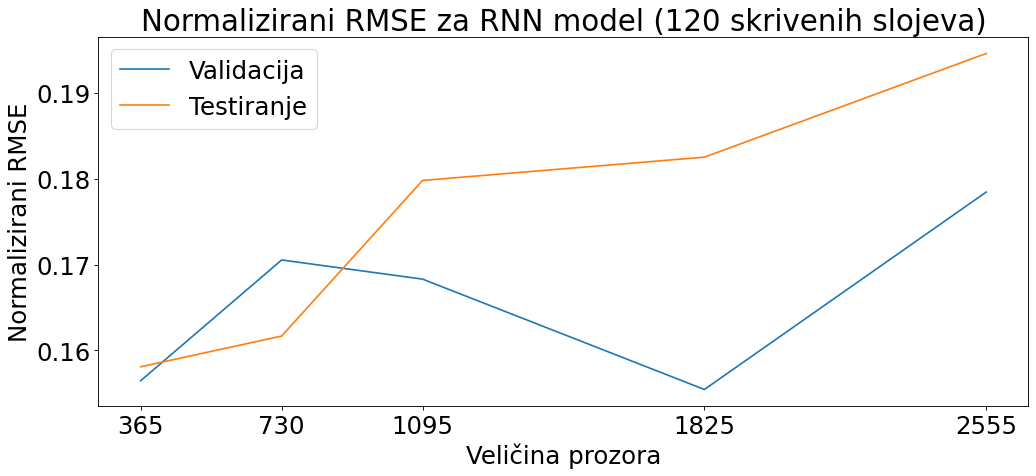 Normalizirani RMSE za RNN model (120 skrivenih slojeva)
Validacija
Testiranje
Normalizirani RMSE
0.19
0.18
0.17
0.16
365 730 1095 1825 2555
Veličina prozora